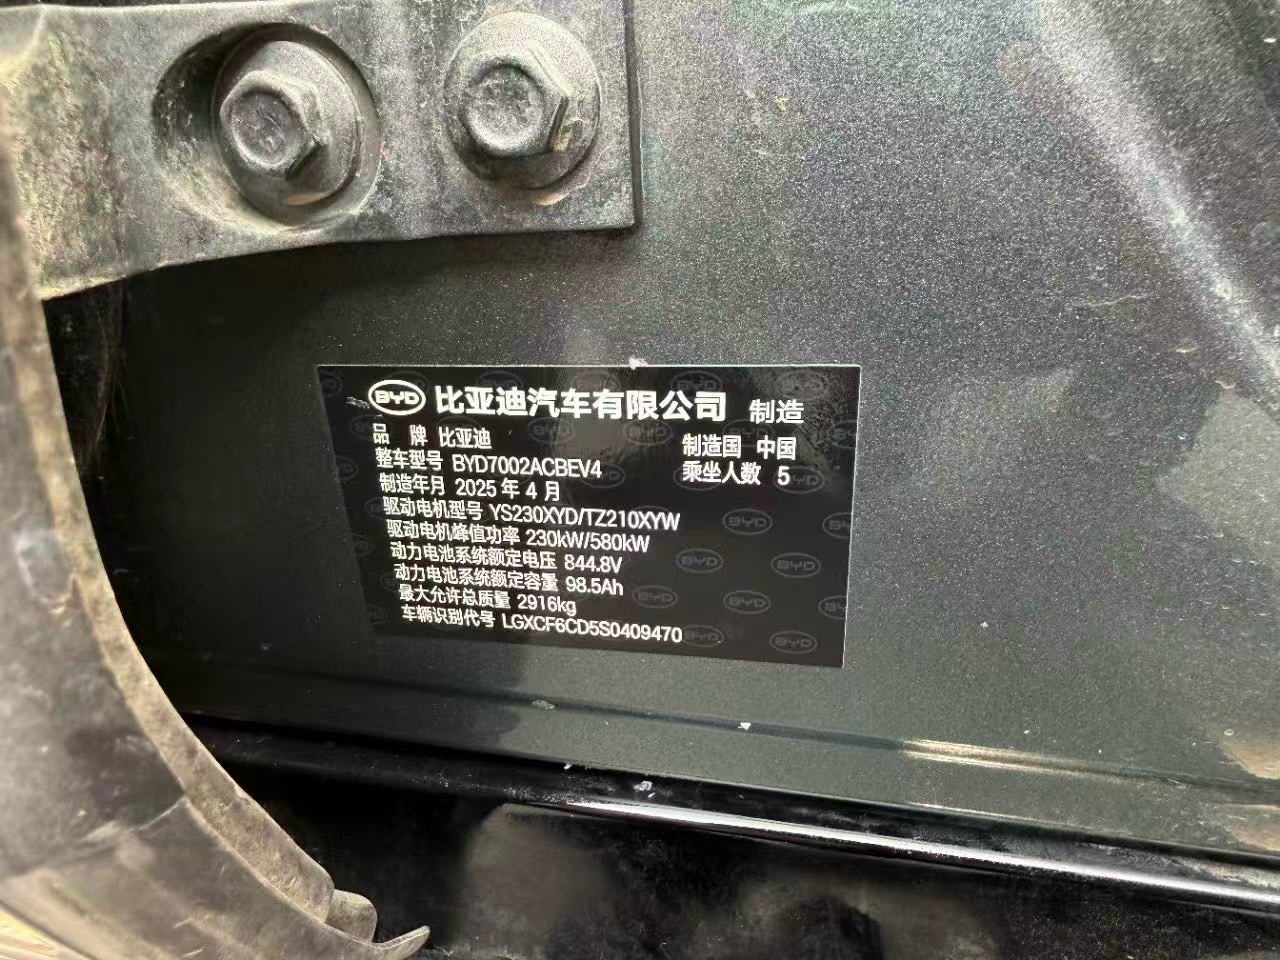 BYD 比亚迪汽车有限公司 制造
品 牌 比亚迪 制造国 中国
整车型号 BYD7002ACBEV4 乘坐人数 5
制造年月 2025 年 4 月
驱动电机型号 YS230XYD/TZ210XYW
驱动电机峰值功率 230kW/580kW
动力电池系统额定电压 844.8V
动力电池系统额定容量 98.5Ah
最大允许总质量 2916kg
车辆识别代号 LGXCF6CD5S0409470